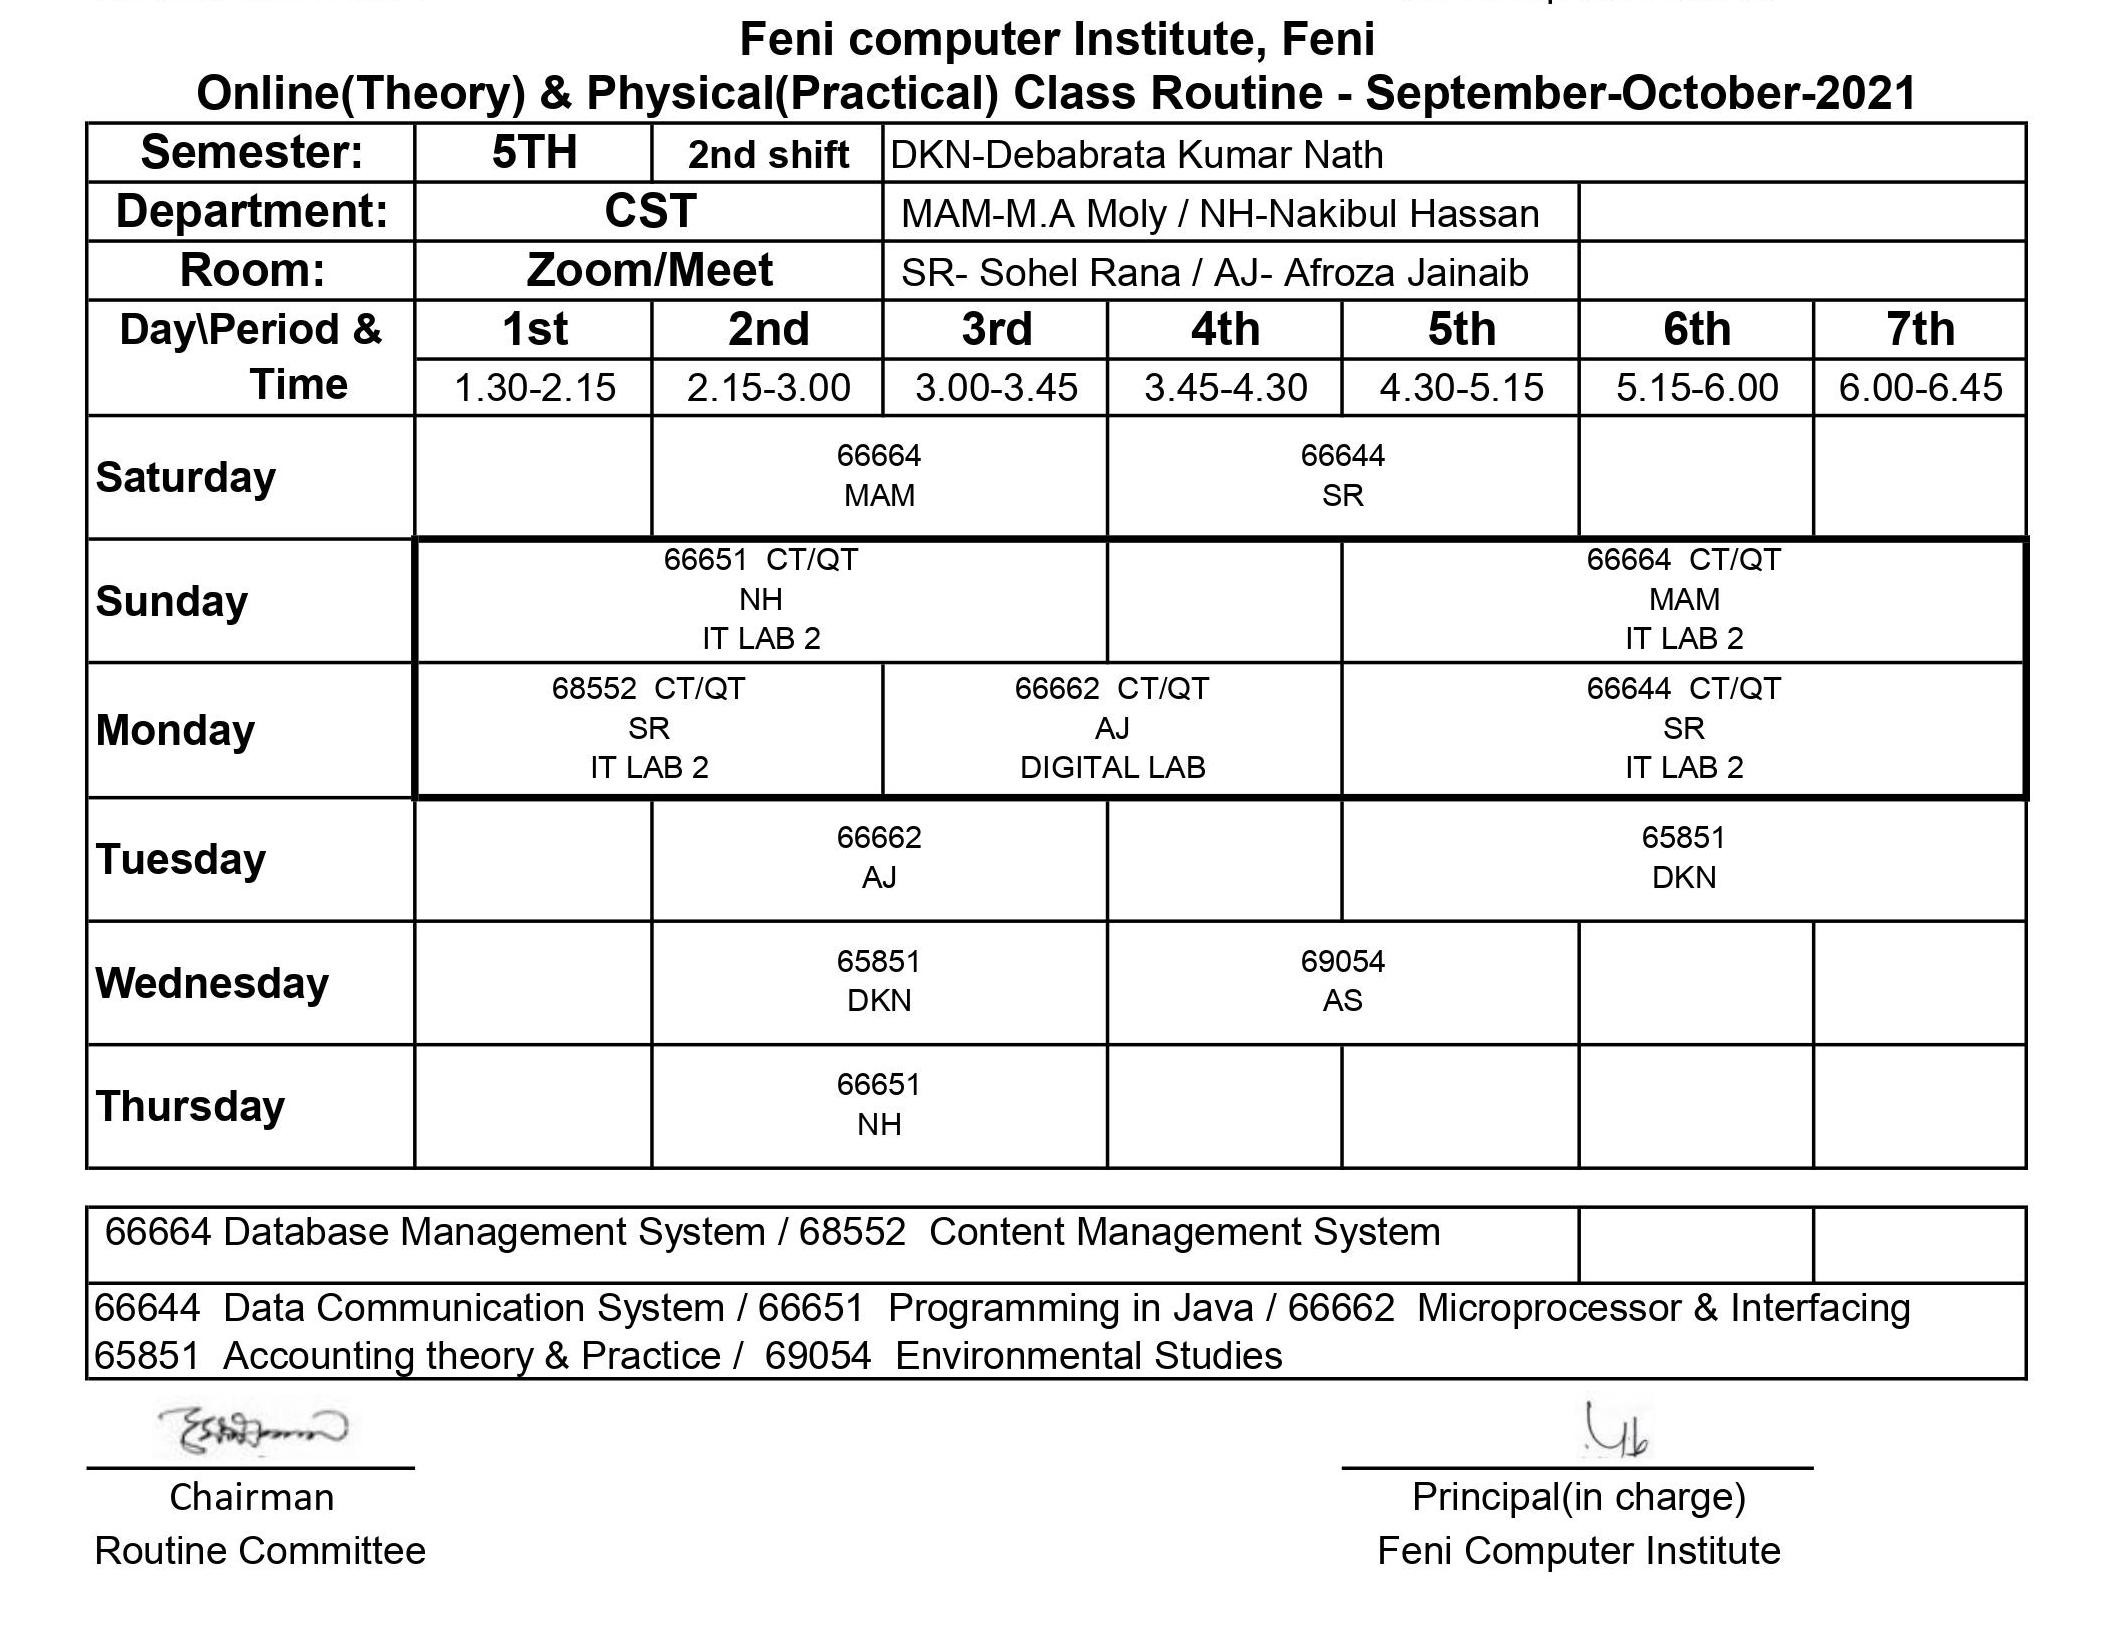 Feni computer Institute, Feni
Online(Theory) & Physical(Practical) Class Routine - September-October-2021
Semester: 5TH 2nd shift DKN-Debabrata Kumar Nath
Department: CST MAM-M.A Moly / NH-Nakibul Hassan
Room: Zoom/Meet SR- Sohel Rana / AJ- Afroza Jainaib
Day\Period & 1st 2nd 3rd 4th 5th 6th 7th
Time 1.30-2.15 2.15-3.00 3.00-3.45 3.45-4.30 4.30-5.15 5.15-6.00 6.00-6.45
Saturday
66664 66644
MAM SR
Sunday
66651 CT/QT 66664 CT/QT
NH MAM
IT LAB 2 IT LAB 2
Monday
68552 CT/QT 66662 CT/QT 66644 CT/QT
SR AJ SR
IT LAB 2 DIGITAL LAB IT LAB 2
Tuesday
66662 65851
AJ DKN
Wednesday
65851 69054
DKN AS
Thursday
66651
NH
66664 Database Management System / 68552 Content Management System
66644 Data Communication System / 66651 Programming in Java / 66662 Microprocessor & Interfacing
65851 Accounting theory & Practice / 69054 Environmental Studies
Chairman Principal(in charge)
Routine Committee Feni Computer Institute